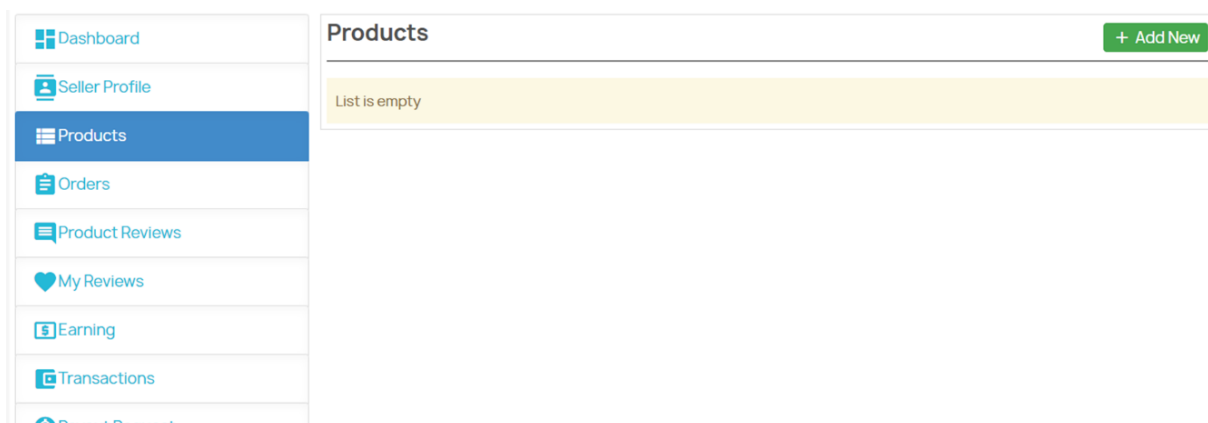 Dashboard
Seller Profile
Products
Orders
Product Reviews
My Reviews
Earning
Transactions
Products
+ Add New
List is empty